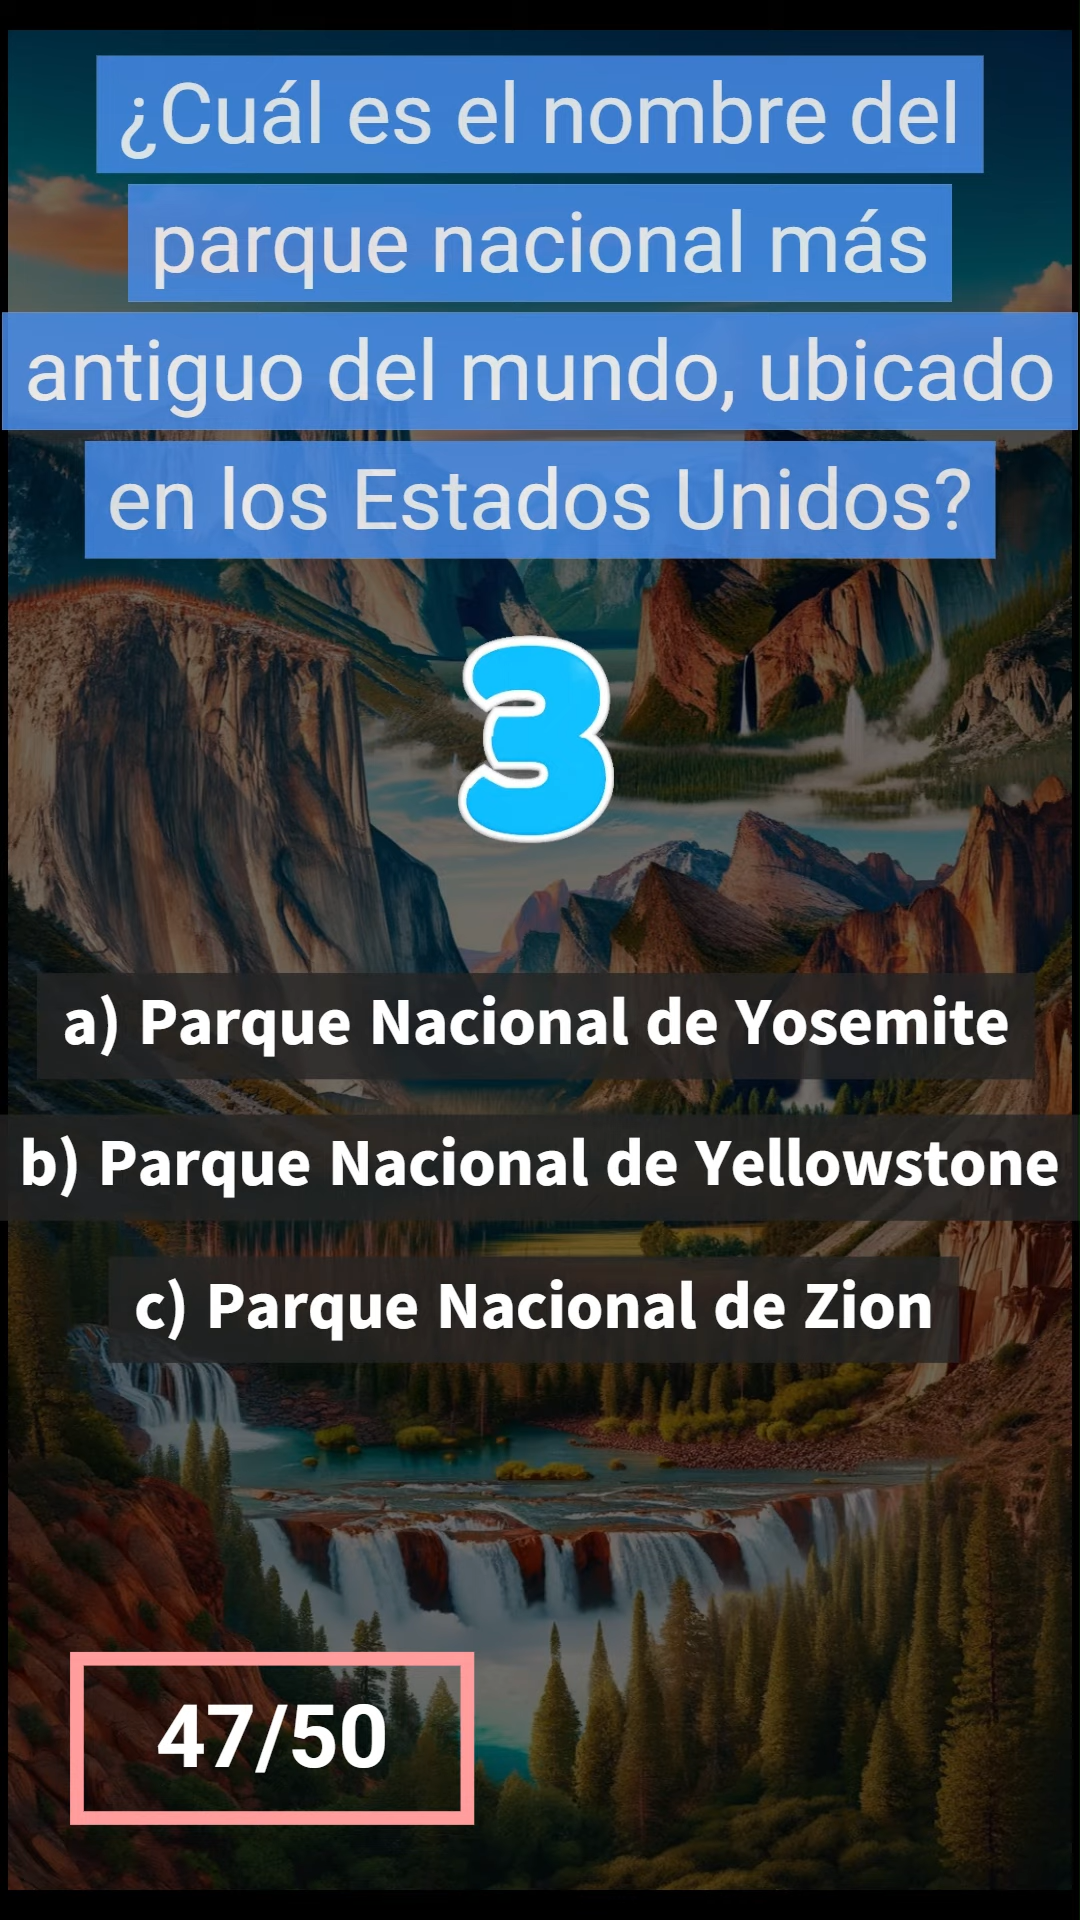 ¿Cuál es el nombre del
parque nacional más
antiguo del mundo, ubicado
en los Estados Unidos?
3
a) Parque Nacional de Yosemite
b) Parque Nacional de Yellowstone
c) Parque Nacional de Zion
47/50